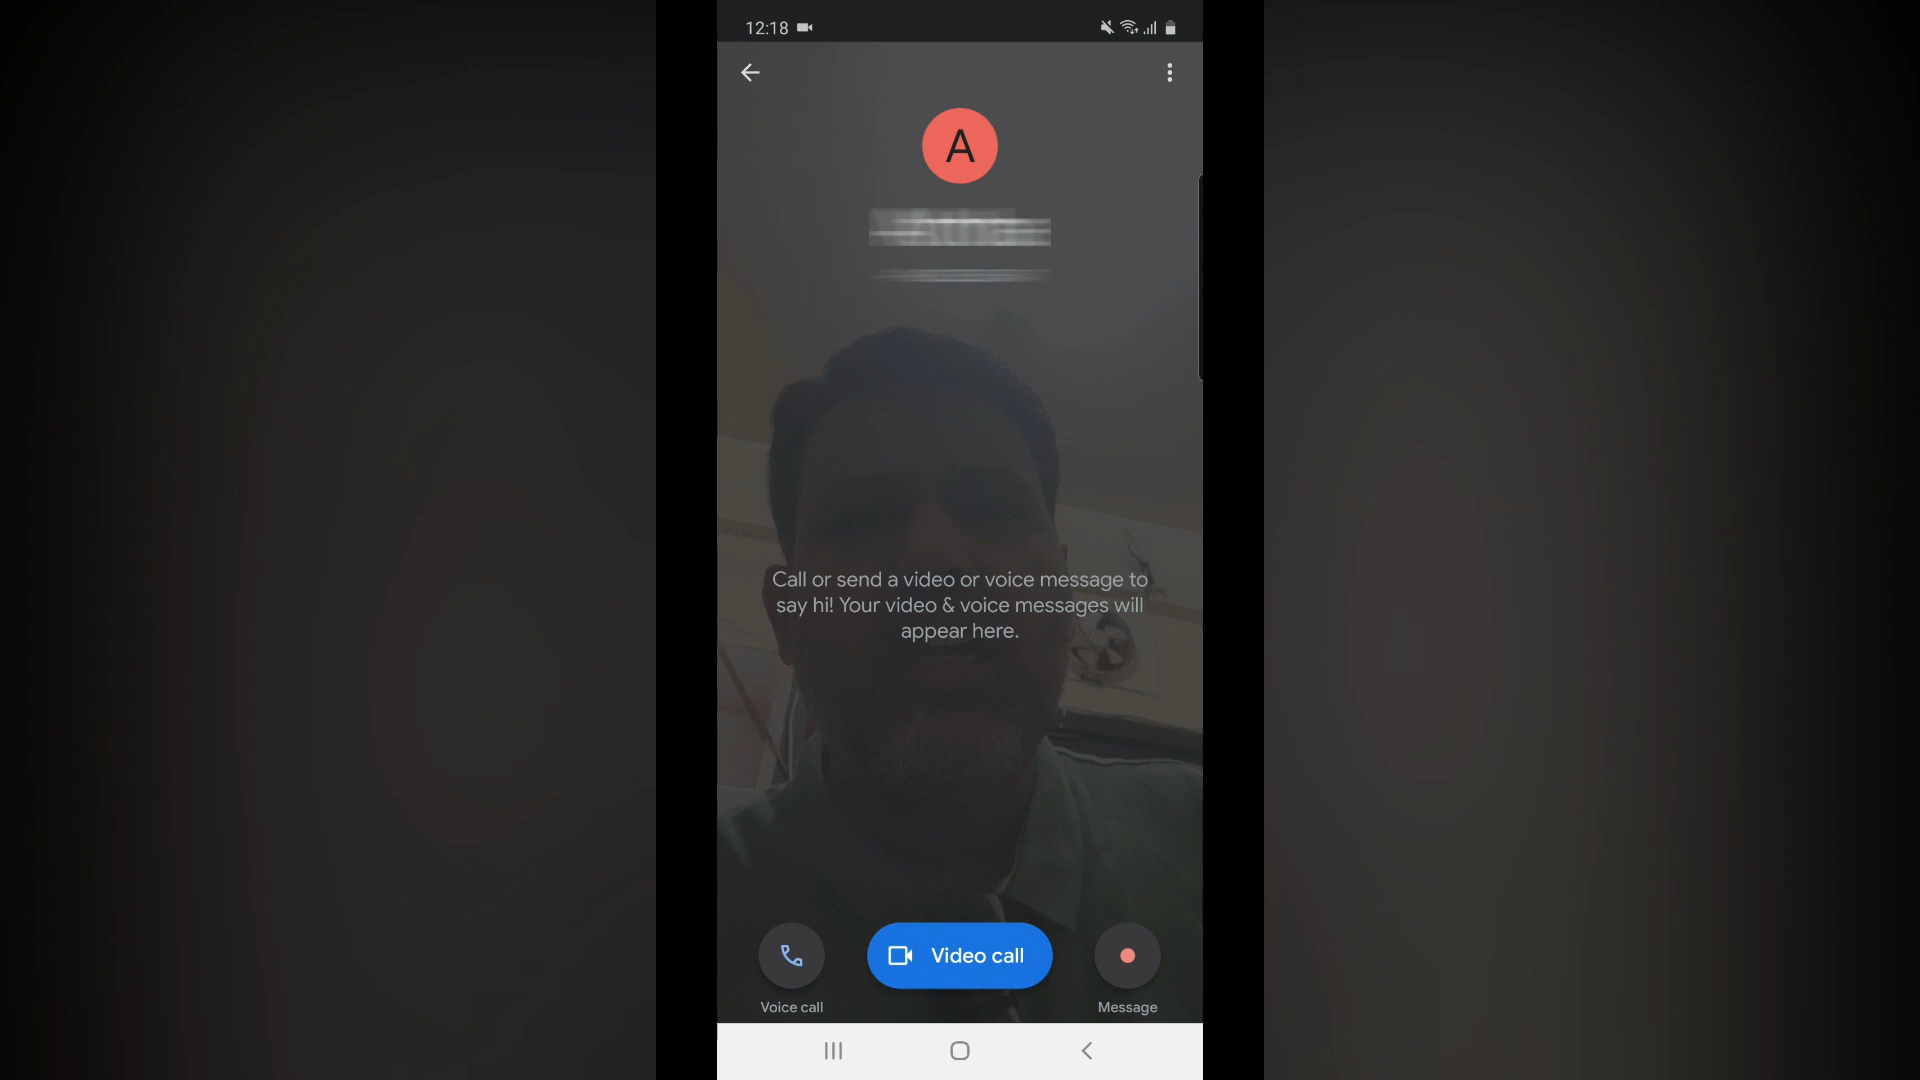 12:18
A
Call or send a video or voice message to
say hi! Your video & voice messages will
appear here.
Video call
Voice call
Message